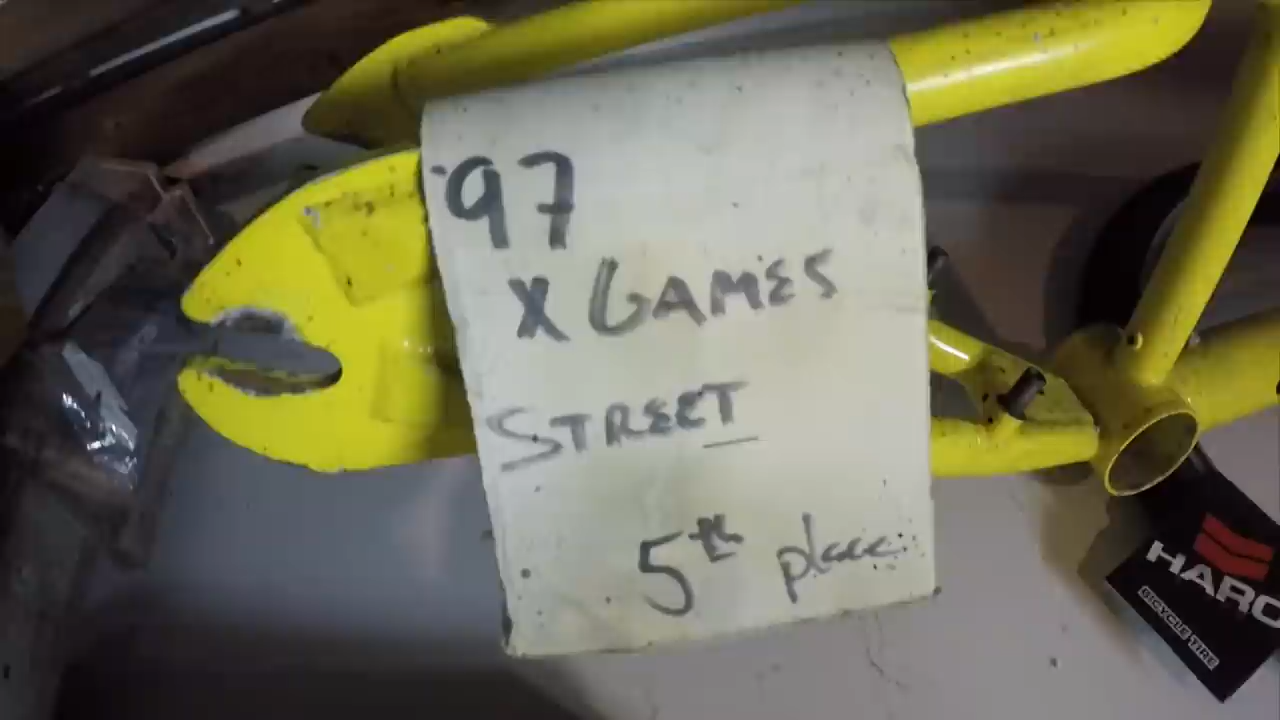 '97
X GAMES
STREET
5th place
HARO
BICYCLE TIRE